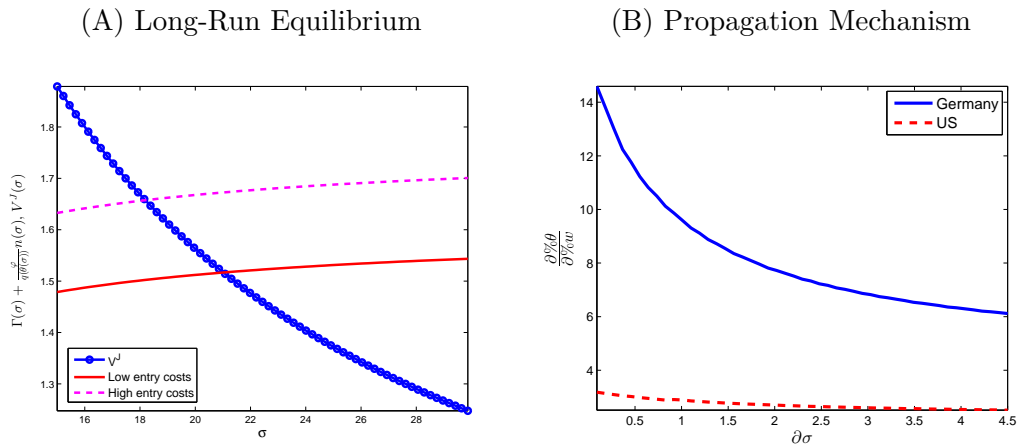 (A) Long-Run Equilibrium
(B) Propagation Mechanism
Γ(σ) + φ/q(θ(σ)) n(σ), V^J(σ)
1.8
1.7
1.6
1.5
1.4
1.3
16 18 20 22 24 26 28
σ
V^J
Low entry costs
High entry costs
∂%θ/∂%w
14
12
10
8
6
4
0.5 1 1.5 2 2.5 3 3.5 4 4.5
∂σ
Germany
US